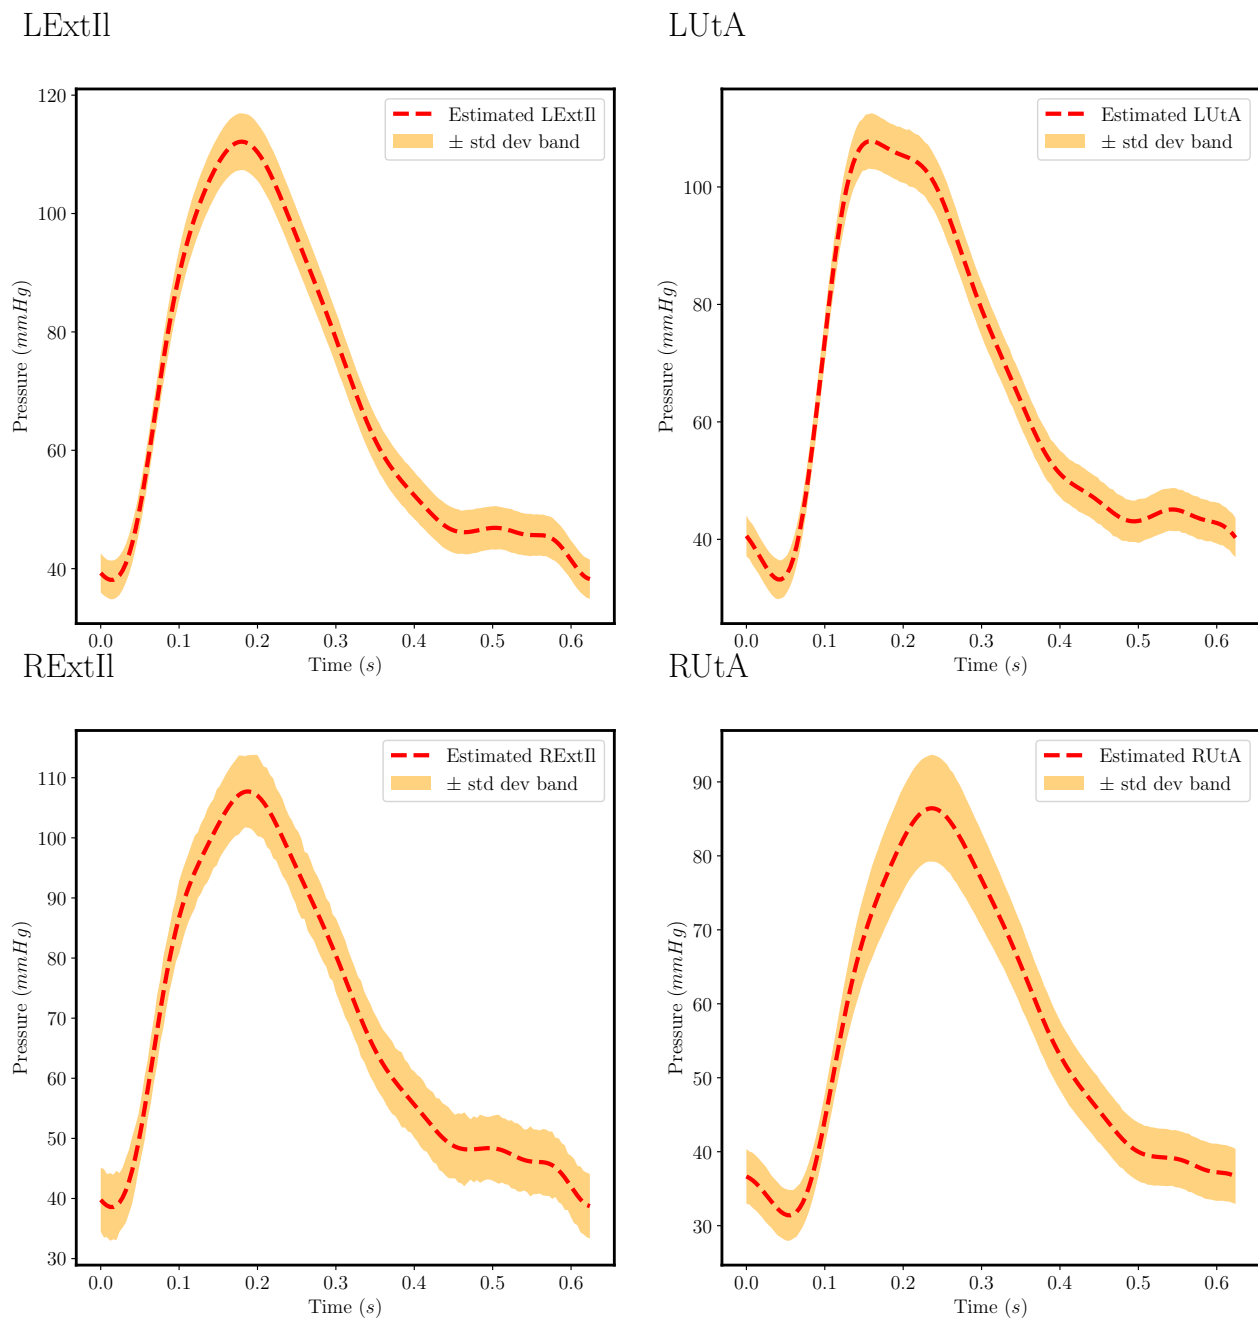 LExtIl
120
100
80
60
40
Pressure (mmHg)
Estimated LExtIl
± std dev band
0.0 0.1 0.2 0.3 0.4 0.5 0.6
Time (s)
LUtA
100
80
60
40
Pressure (mmHg)
Estimated LUtA
± std dev band
0.0 0.1 0.2 0.3 0.4 0.5 0.6
Time (s)
RExtIl
110
100
90
80
70
60
50
40
30
Pressure (mmHg)
Estimated RExtIl
± std dev band
0.0 0.1 0.2 0.3 0.4 0.5 0.6
Time (s)
RUtA
90
80
70
60
50
40
30
Pressure (mmHg)
Estimated RUtA
± std dev band
0.0 0.1 0.2 0.3 0.4 0.5 0.6
Time (s)